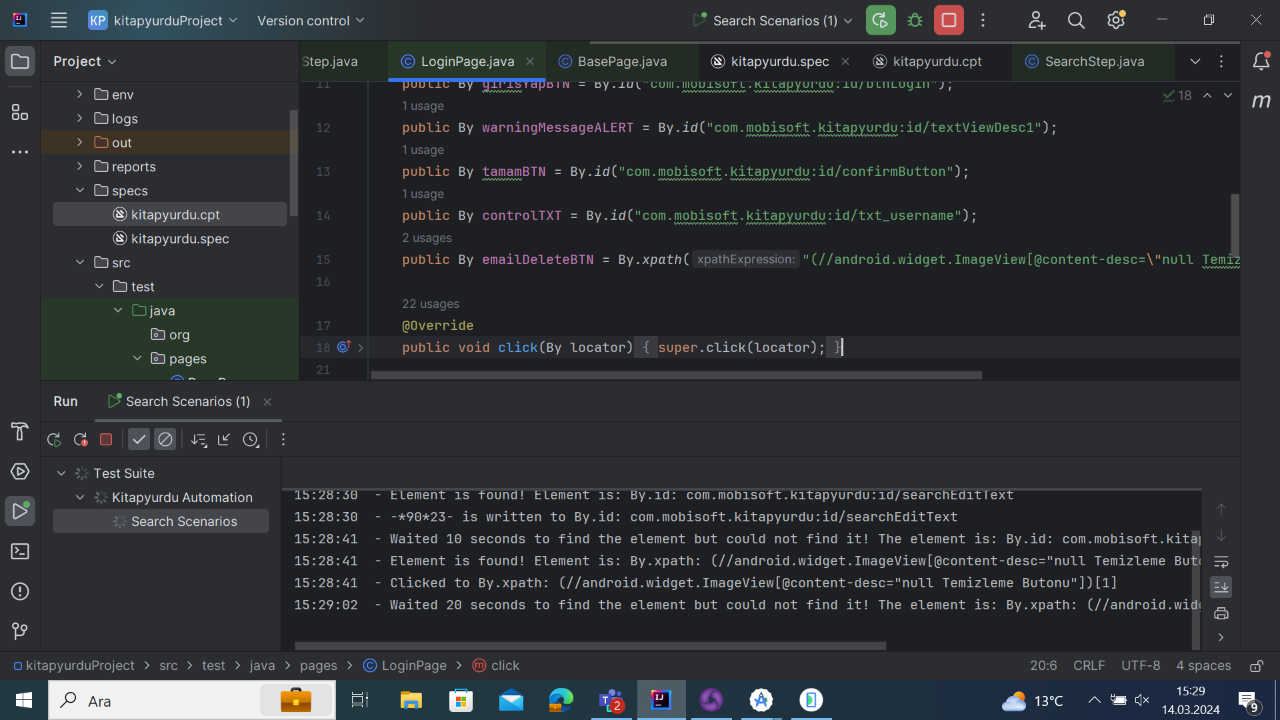 KP kitapyurduProject Version control Search Scenarios (1)
Project
Step.java LoginPage.java BasePage.java kitapyurdu.spec kitapyurdu.cpt SearchStep.java
env
logs
out
reports
specs
kitapyurdu.cpt
kitapyurdu.spec
src
test
java
org
pages
11 public By girisYapBTN = By.id("com.mobisoft.kitapyurdu:id/btnLogin");
18
1 usage
12 public By warningMessageALERT = By.id("com.mobisoft.kitapyurdu:id/textViewDesc1");
1 usage
13 public By tamamBTN = By.id("com.mobisoft.kitapyurdu:id/confirmButton");
1 usage
14 public By controlTXT = By.id("com.mobisoft.kitapyurdu:id/txt_username");
2 usages
15 public By emailDeleteBTN = By.xpath( xpathExpression: "(//android.widget.ImageView[@content-desc=\"null Temiz
16
22 usages
17 @Override
18 public void click(By locator) { super.click(locator); }
21
Run Search Scenarios (1)
Test Suite
Kitapyurdu Automation
Search Scenarios
15:28:30 - Element is found! Element is: By.id: com.mobisoft.kitapyurdu:id/searchEditText
15:28:30 - -*90*23- is written to By.id: com.mobisoft.kitapyurdu:id/searchEditText
15:28:41 - Waited 10 seconds to find the element but could not find it! The element is: By.id: com.mobisoft.kitap
15:28:41 - Element is found! Element is: By.xpath: (//android.widget.ImageView[@content-desc="null Temizleme Buto
15:28:41 - Clicked to By.xpath: (//android.widget.ImageView[@content-desc="null Temizleme Butonu"])[1]
15:29:02 - Waited 20 seconds to find the element but could not find it! The element is: By.xpath: (//android.wid
kitapyurduProject > src > test > java > pages > LoginPage > click 20:6 CRLF UTF-8 4 spaces
Ara 2 13°C 15:29
14.03.2024 9